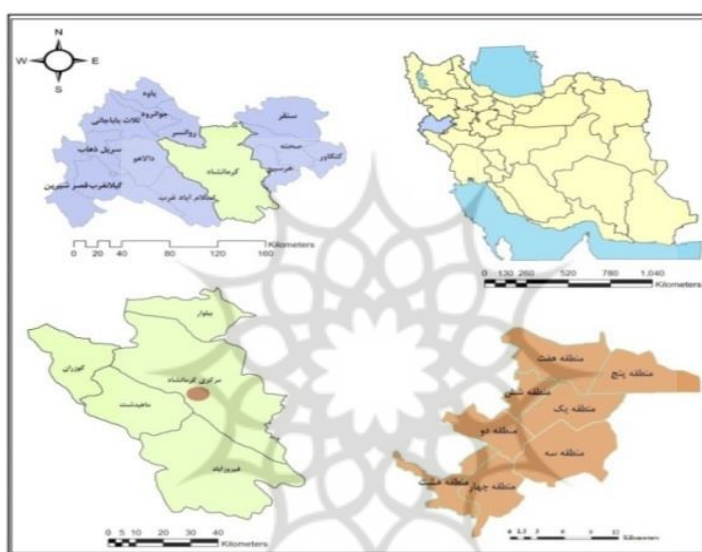 N
W E
S
پاوه
جوانرود
ثلاث باباجانی
روانسر
سنقر
صحنه
کنگاور
هرسین
سرپل ذهاب
دالاهو
کرمانشاه
گیلانغرب قصر شیرین
اسلام اباد غرب
Kilometers
0 20 40 80 120 160
0 130 260 520 780 1,040
Kilometers
بیلوار
کوزران
مرکزی کرمانشاه
ماهیدشت
فیروزاباد
0 5 10 20 30 40
Kilometers
منطقه هفت
منطقه پنج
منطقه شش
منطقه یک
منطقه دو
منطقه سه
منطقه هشت
منطقه چهار